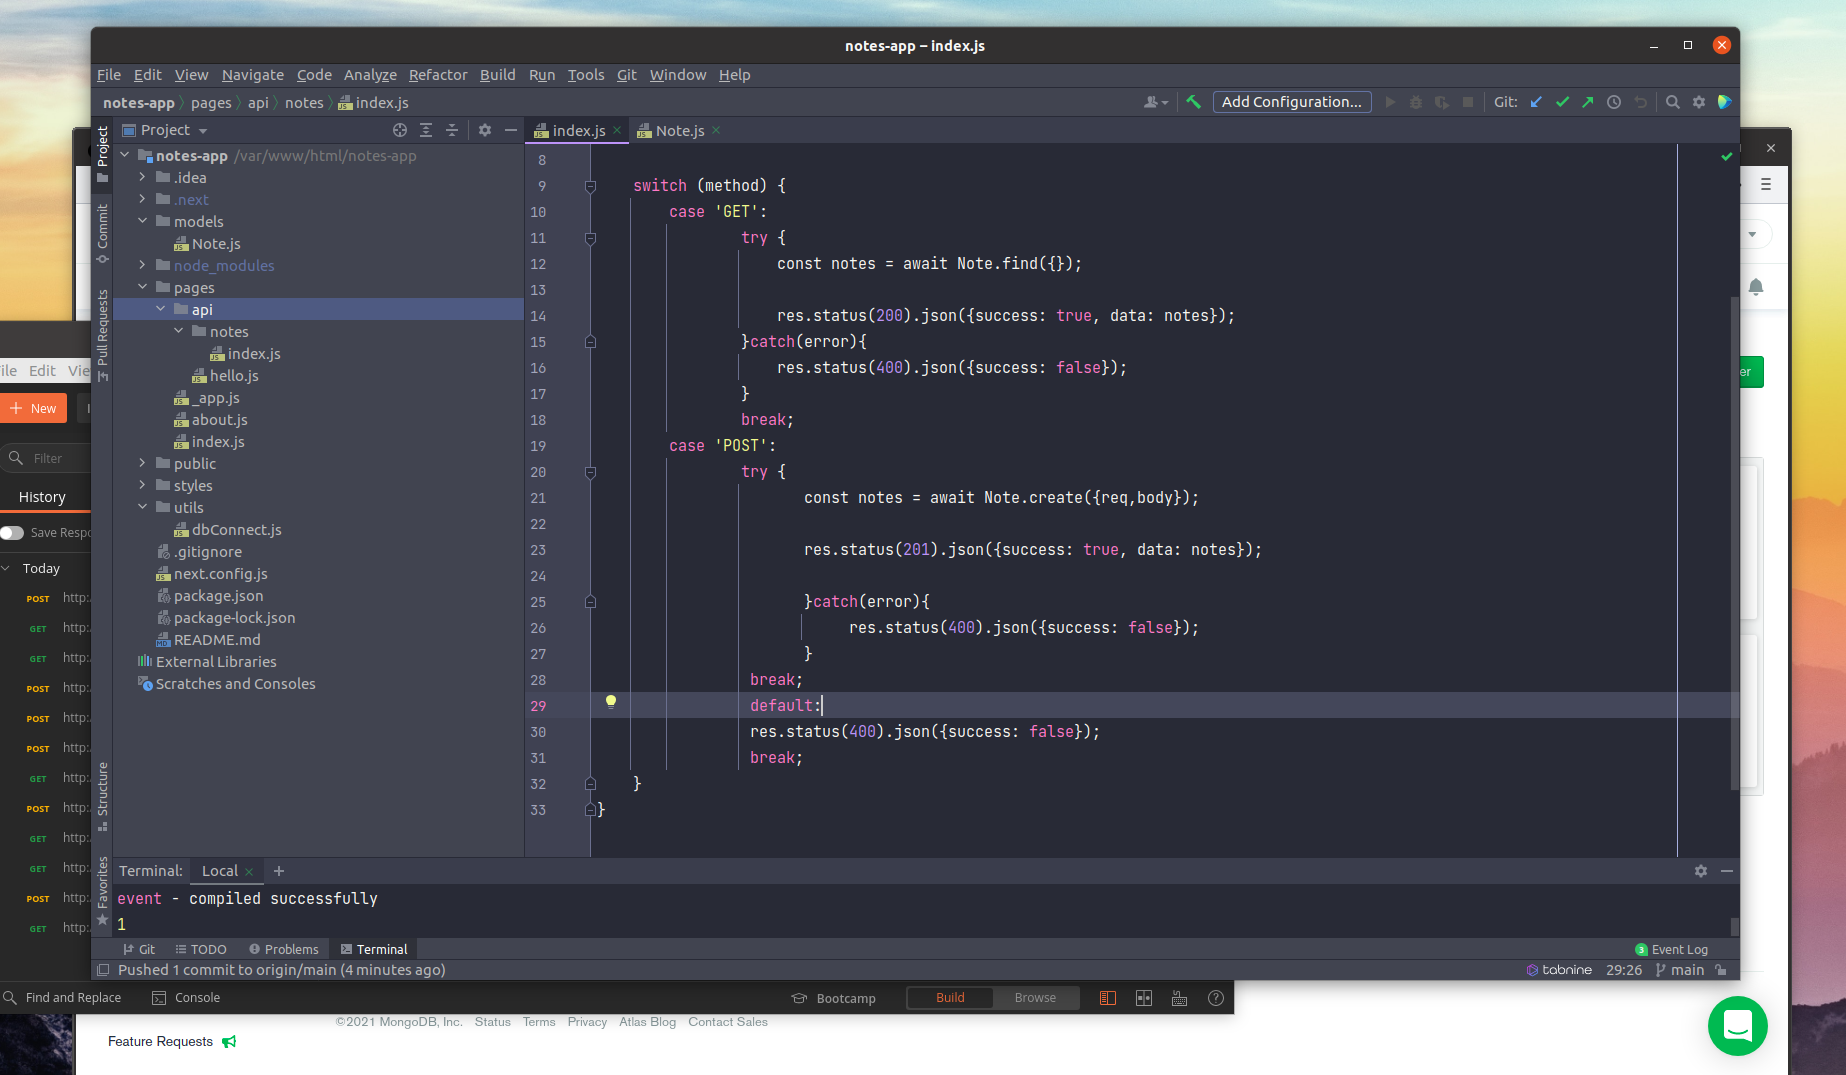 notes-app – index.js
File Edit View Navigate Code Analyze Refactor Build Run Tools Git Window Help
notes-app pages api notes index.js
Add Configuration...
Git:
Project
index.js
Note.js
Project
Commit
Pull Requests
Structure
Favorites
notes-app /var/www/html/notes-app
.idea
.next
models
Note.js
node_modules
pages
api
notes
index.js
hello.js
_app.js
about.js
index.js
public
styles
utils
dbConnect.js
.gitignore
next.config.js
package.json
package-lock.json
README.md
External Libraries
Scratches and Consoles
8
9 switch (method) {
10 case 'GET':
11 try {
12 const notes = await Note.find({});
13
14 res.status(200).json({success: true, data: notes});
15 }catch(error){
16 res.status(400).json({success: false});
17 }
18 break;
19 case 'POST':
20 try {
21 const notes = await Note.create({req,body});
22
23 res.status(201).json({success: true, data: notes});
24
25 }catch(error){
26 res.status(400).json({success: false});
27 }
28 break;
29 default:
30 res.status(400).json({success: false});
31 break;
32 }
33 }
Terminal: Local
event - compiled successfully
1
Git TODO Problems Terminal
3 Event Log
Pushed 1 commit to origin/main (4 minutes ago)
tabnine 29:26 main
ile Edit Vie
New
Filter
History
Save Respo
Today
POST http:
GET http:
GET http:
POST http:
POST http:
POST http:
GET http:
POST http:
GET http:
GET http:
POST http:
GET http:
er
Find and Replace Console
Bootcamp Build Browse
©2021 MongoDB, Inc. Status Terms Privacy Atlas Blog Contact Sales
Feature Requests